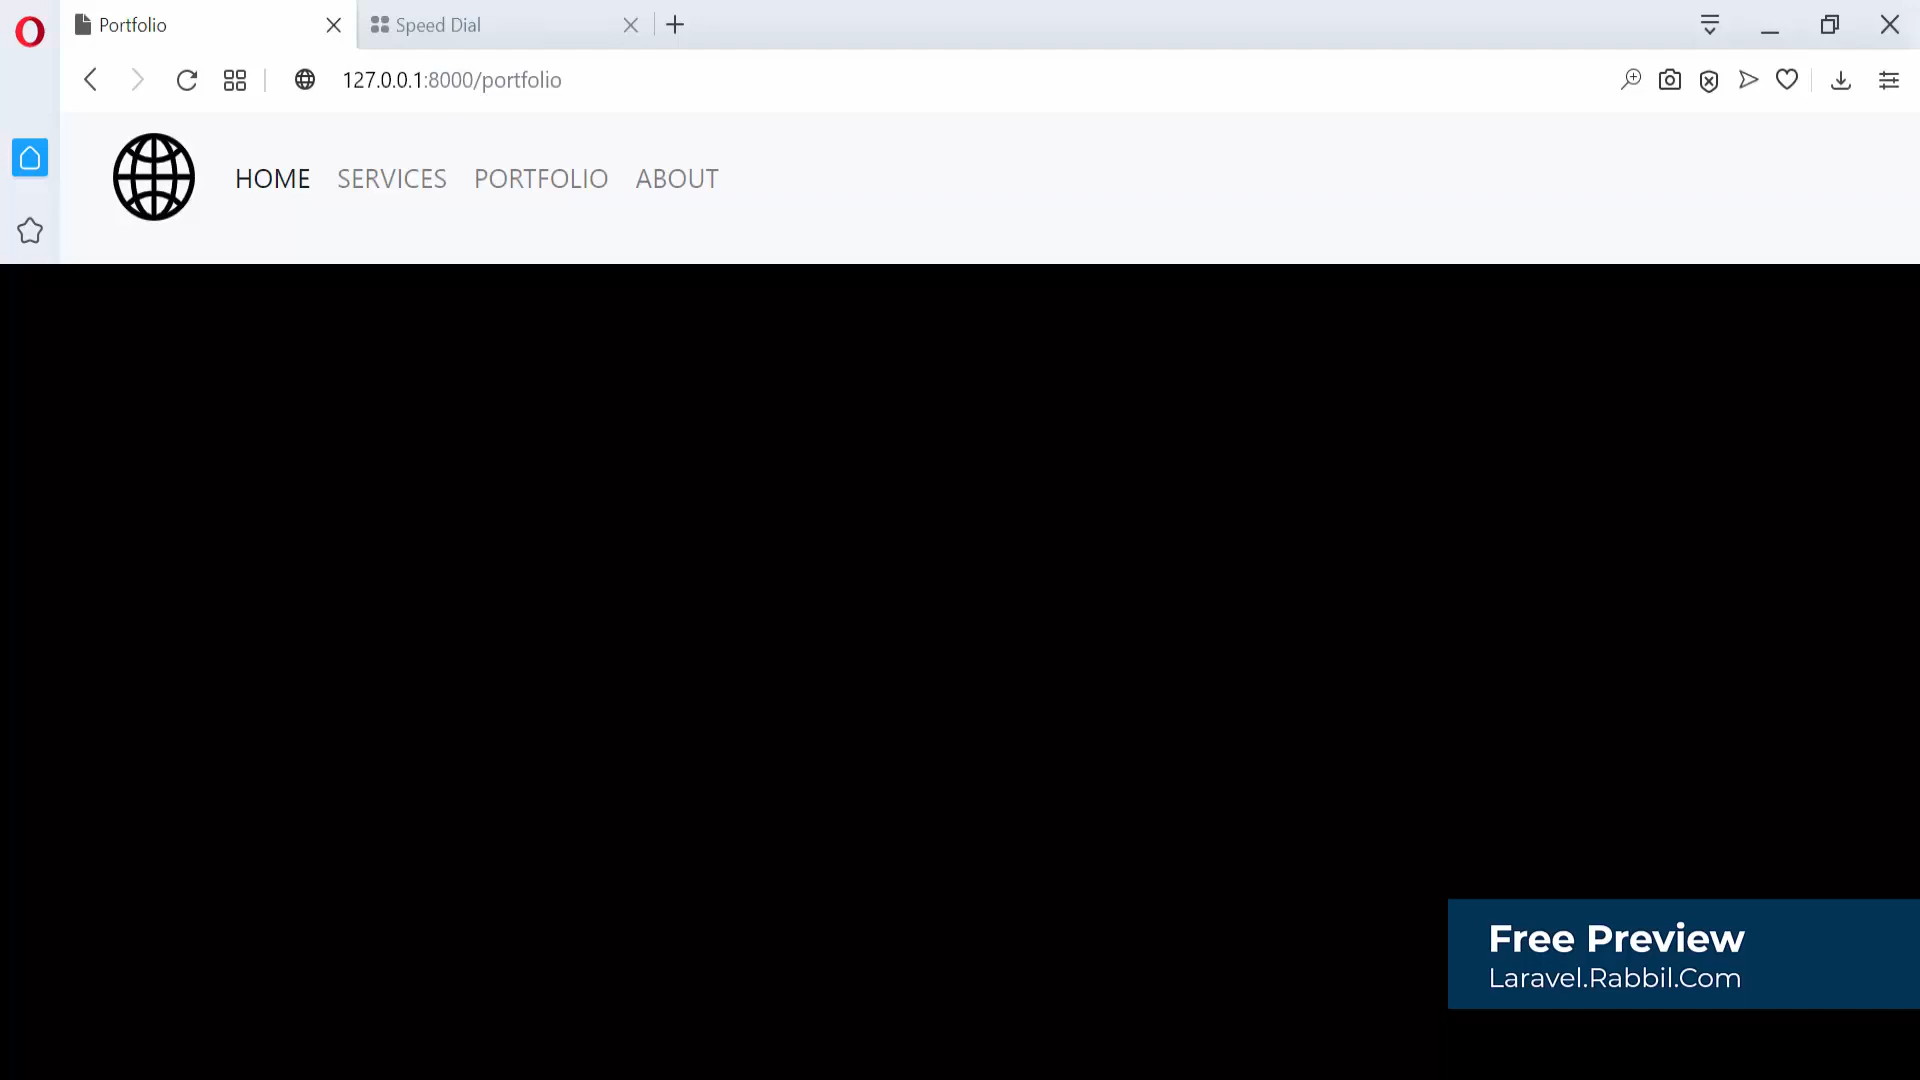 Portfolio
Speed Dial
127.0.0.1:8000/portfolio
HOME SERVICES PORTFOLIO ABOUT
Free Preview
Laravel.Rabbil.Com